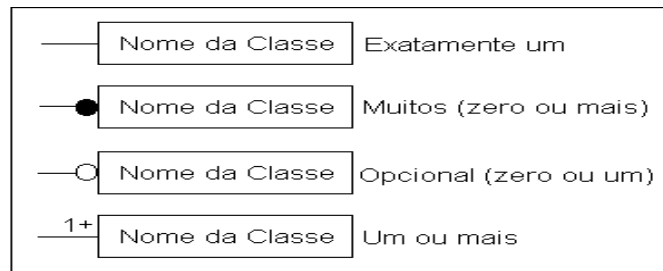 Nome da Classe Exatamente um
Nome da Classe Muitos (zero ou mais)
Nome da Classe Opcional (zero ou um)
1+ Nome da Classe Um ou mais